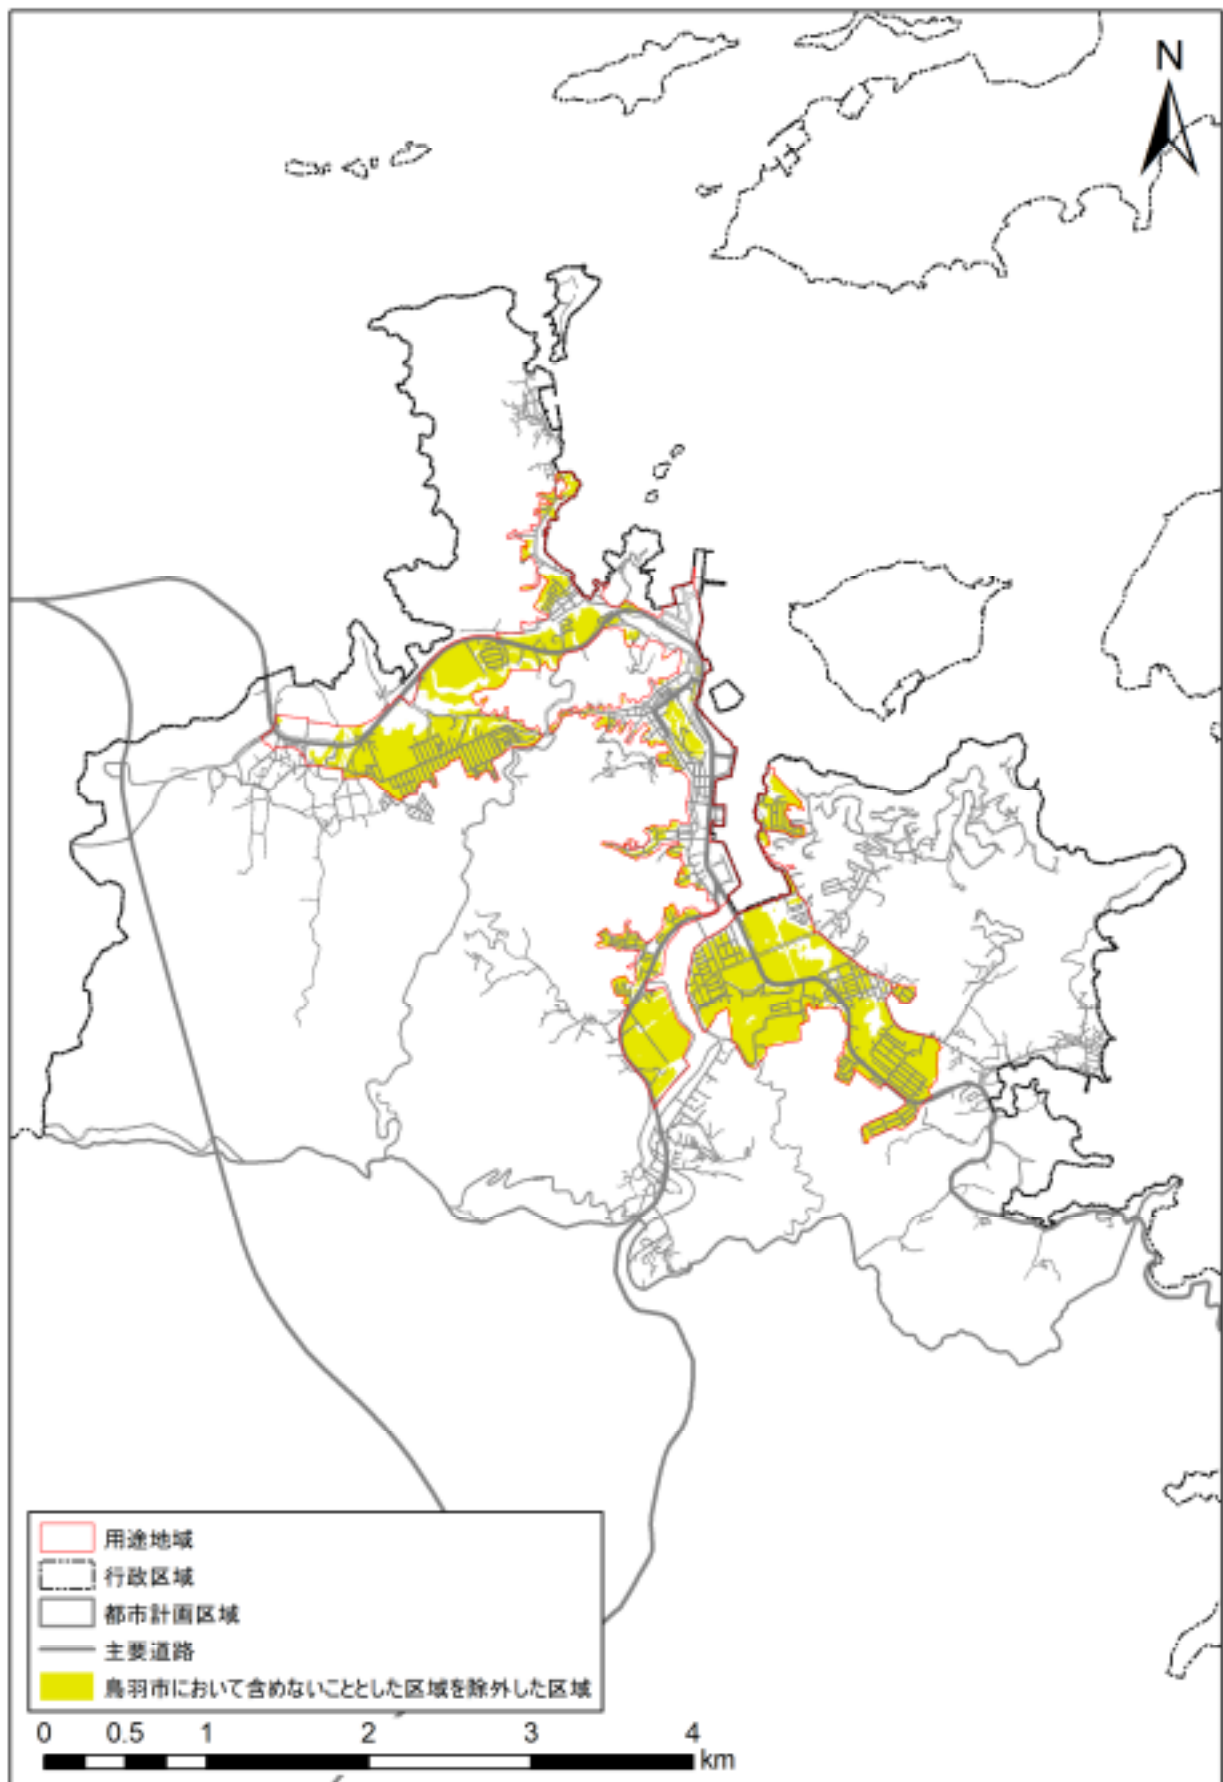 N
用途地域
行政区域
都市計画区域
主要道路
鳥羽市において含めないこととした区域を除外した区域
0 0.5 1 2 3 4
km